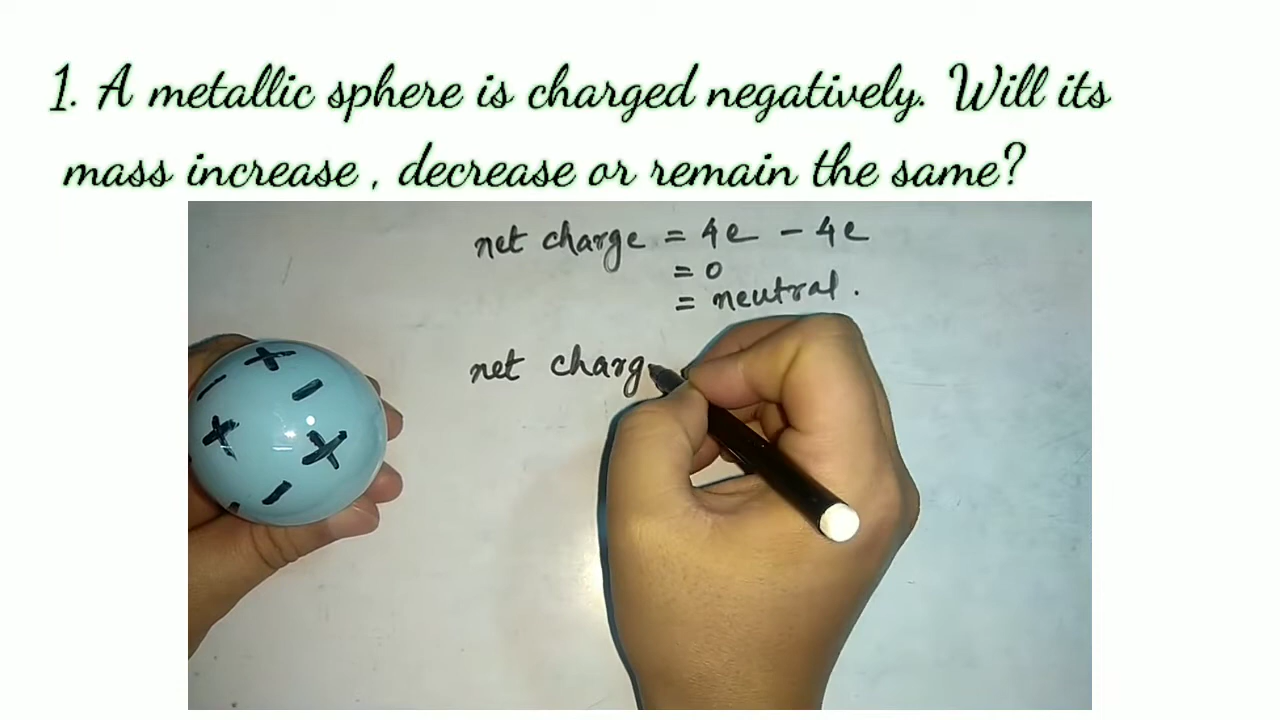 1. A metallic sphere is charged negatively. Will its
mass increase , decrease or remain the same?
net charge = 4e - 4e
= 0
= neutral .
net charg
+
-
-
+
+
-
-